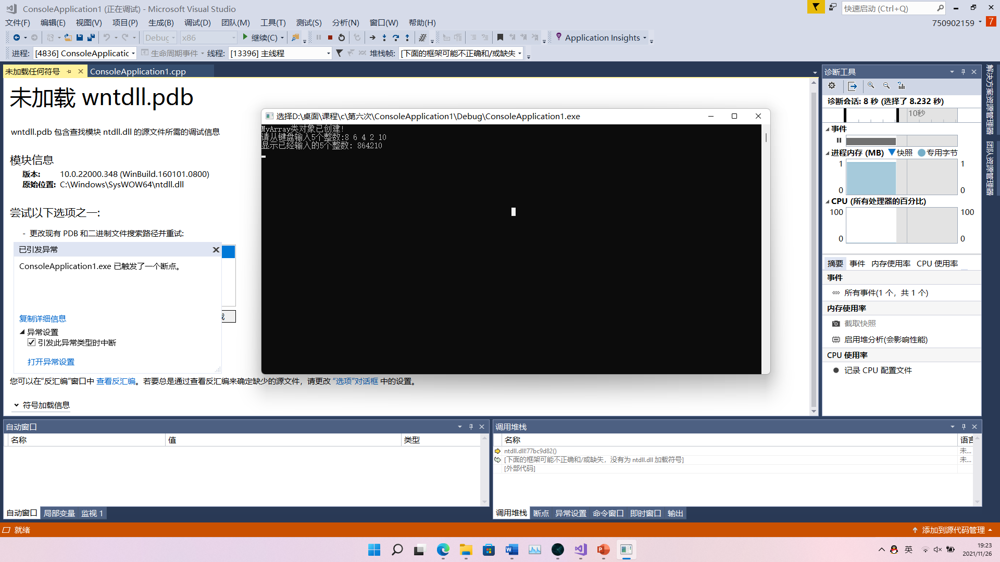 ConsoleApplication1 (正在调试) - Microsoft Visual Studio
快速启动 (Ctrl+Q)
文件(F) 编辑(E) 视图(V) 项目(P) 生成(B) 调试(D) 团队(M) 工具(T) 测试(S) 分析(N) 窗口(W) 帮助(H)
750902159
7
Debug x86 继续(C) Application Insights
进程: [4836] ConsoleApplicatic 生命周期事件 线程: [13396] 主线程 堆栈帧: [下面的框架可能不正确和/或缺失
未加载任何符号 ConsoleApplication1.cpp
未加载 wntdll.pdb
wntdll.pdb 包含查找模块 ntdll.dll 的源文件所需的调试信息
模块信息
版本: 10.0.22000.348 (WinBuild.160101.0800)
原始位置: C:\Windows\SysWOW64\ntdll.dll
尝试以下选项之一:
- 更改现有 PDB 和二进制文件搜索路径并重试:
已引发异常
ConsoleApplication1.exe 已触发了一个断点。
复制详细信息
异常设置
引发此异常类型时中断
打开异常设置
您可以在“反汇编”窗口中 查看反汇编。若要总是通过查看反汇编来确定缺少的源文件，请更改 “选项”对话框 中的设置。
符号加载信息
选择D:\桌面\课程\c\第六次\ConsoleApplication1\Debug\ConsoleApplication1.exe
MyArray类对象已创建!
请从键盘输入5个整数:8 6 4 2 10
显示已经输入的5个整数: 864210
诊断工具
诊断会话: 8 秒 (选择了 8.232 秒)
10秒
事件
进程内存 (MB) 快照 专用字节
1 1
0 0
CPU (所有处理器的百分比)
100 100
0 0
摘要 事件 内存使用率 CPU 使用率
事件
所有事件(1 个，共 1 个)
内存使用率
截取快照
启用堆分析(会影响性能)
CPU 使用率
记录 CPU 配置文件
解决方案资源管理器
团队资源管理器
自动窗口
名称 值 类型
自动窗口 局部变量 监视 1
调用堆栈
名称 语言
ntdll.dll!77bc9d82() 未...
[下面的框架可能不正确和/或缺失，没有为 ntdll.dll 加载符号] 未...
[外部代码]
调用堆栈 断点 异常设置 命令窗口 即时窗口 输出
就绪
添加到源代码管理
英
19:23
2021/11/26